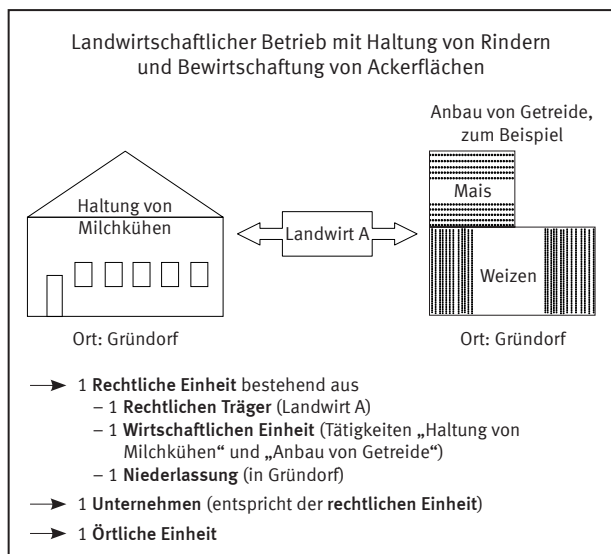 Landwirtschaftlicher Betrieb mit Haltung von Rindern
und Bewirtschaftung von Ackerflächen
Anbau von Getreide,
zum Beispiel
Haltung von
Milchkühen
Landwirt A
Mais
Weizen
Ort: Gründorf
Ort: Gründorf
1 Rechtliche Einheit bestehend aus
– 1 Rechtlichen Träger (Landwirt A)
– 1 Wirtschaftlichen Einheit (Tätigkeiten „Haltung von
Milchkühen“ und „Anbau von Getreide“)
– 1 Niederlassung (in Gründorf)
1 Unternehmen (entspricht der rechtlichen Einheit)
1 Örtliche Einheit